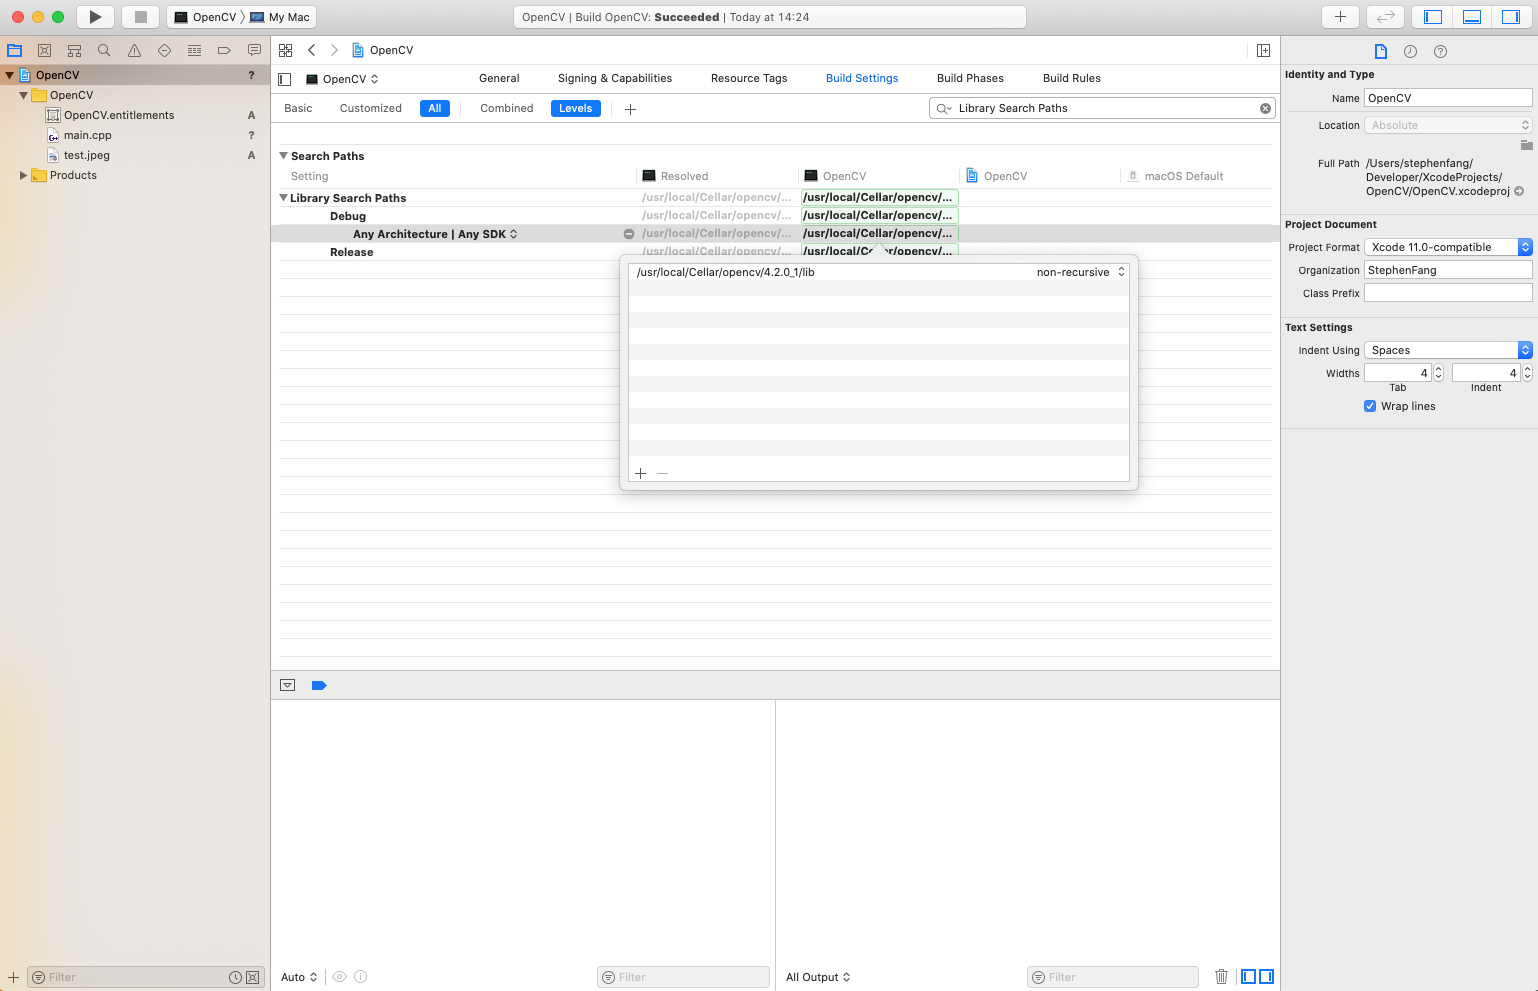 OpenCV My Mac
OpenCV | Build OpenCV: Succeeded | Today at 14:24
OpenCV ?
OpenCV
OpenCV.entitlements A
main.cpp ?
test.jpeg A
Products
Filter
OpenCV
OpenCV General Signing & Capabilities Resource Tags Build Settings Build Phases Build Rules
Basic Customized All Combined Levels Library Search Paths
Search Paths
Setting Resolved OpenCV OpenCV macOS Default
Library Search Paths /usr/local/Cellar/opencv/... /usr/local/Cellar/opencv/...
Debug /usr/local/Cellar/opencv/... /usr/local/Cellar/opencv/...
Any Architecture | Any SDK /usr/local/Cellar/opencv/... /usr/local/Cellar/opencv/...
Release /usr/local/Cellar/opencv/... /usr/local/Cellar/opencv/...
/usr/local/Cellar/opencv/4.2.0_1/lib non-recursive
Auto Filter All Output Filter
Identity and Type
Name OpenCV
Location Absolute
Full Path /Users/stephenfang/
Developer/XcodeProjects/
OpenCV/OpenCV.xcodeproj
Project Document
Project Format Xcode 11.0-compatible
Organization StephenFang
Class Prefix
Text Settings
Indent Using Spaces
Widths 4 4
Tab Indent
Wrap lines